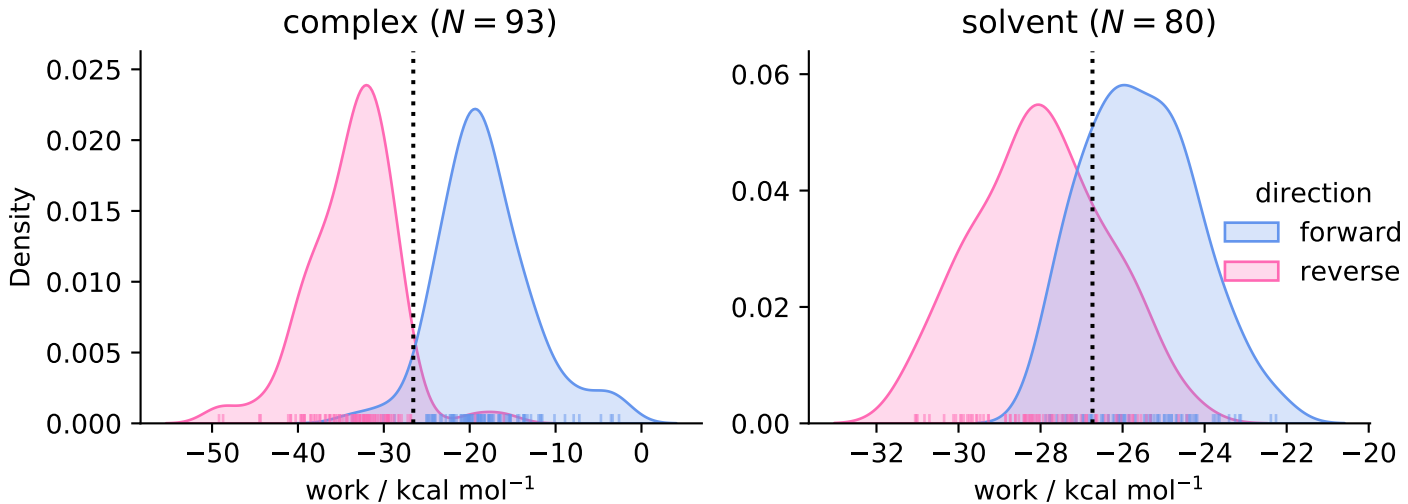 complex (N = 93)
Density
0.025
0.020
0.015
0.010
0.005
0.000
−50
−40
−30
−20
−10
0
work / kcal mol⁻¹
solvent (N = 80)
0.06
0.04
0.02
0.00
−32
−30
−28
−26
−24
−22
−20
work / kcal mol⁻¹
direction
forward
reverse